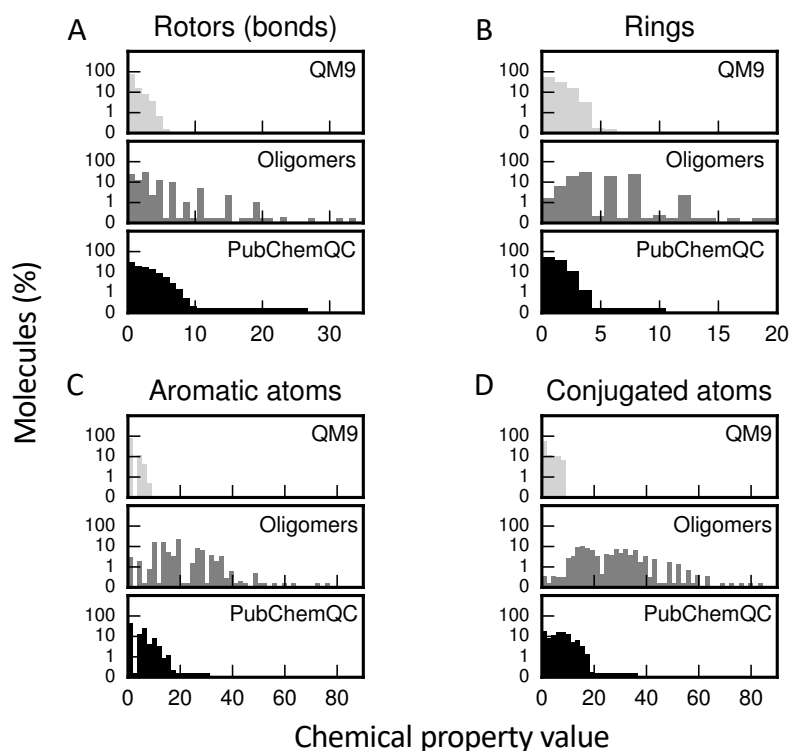 A Rotors (bonds)
100
10
1
0
QM9
100
10
1
0
Oligomers
100
10
1
0
PubChemQC
0 10 20 30
B Rings
100
10
1
0
QM9
100
10
1
0
Oligomers
100
10
1
0
PubChemQC
0 5 10 15 20
Molecules (%)
C Aromatic atoms
100
10
1
0
QM9
100
10
1
0
Oligomers
100
10
1
0
PubChemQC
0 20 40 60 80
D Conjugated atoms
100
10
1
0
QM9
100
10
1
0
Oligomers
100
10
1
0
PubChemQC
0 20 40 60 80
Chemical property value